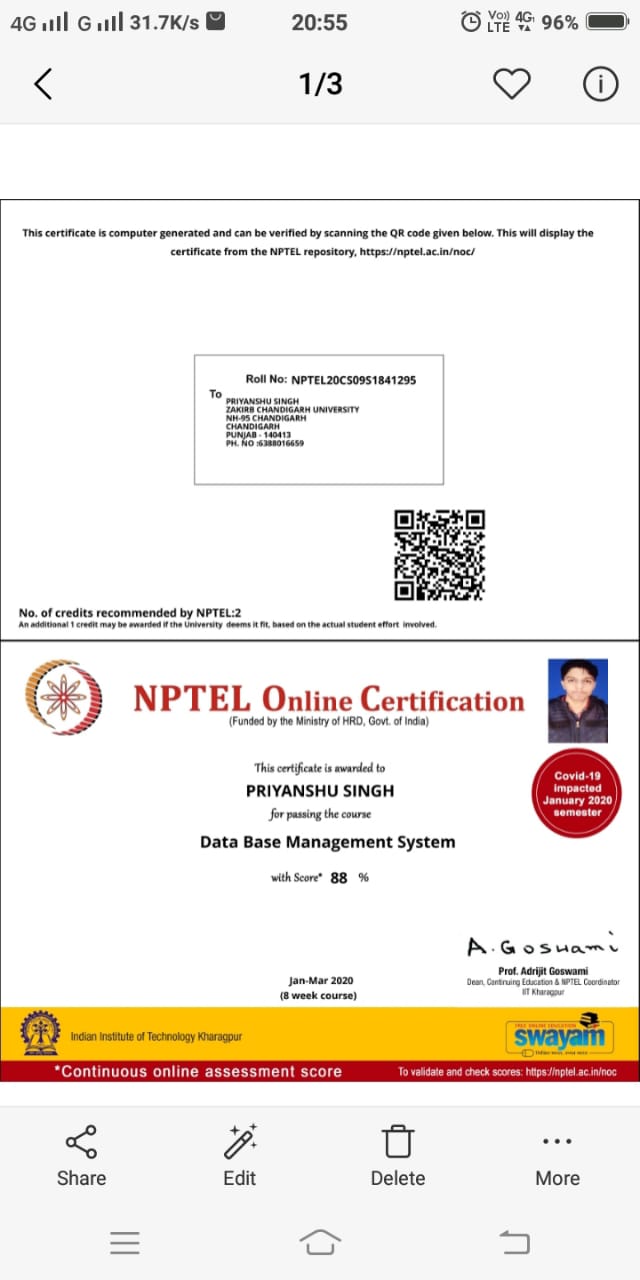 4G G 31.7K/s 20:55 Vo)) LTE 4G 96%
1/3
This certificate is computer generated and can be verified by scanning the QR code given below. This will display the
certificate from the NPTEL repository, https://nptel.ac.in/noc/
Roll No: NPTEL20CS09S1841295
To
PRIYANSHU SINGH
ZAKIRB CHANDIGARH UNIVERSITY
NH-95 CHANDIGARH
CHANDIGARH
PUNJAB - 140413
PH. NO :6388016659
No. of credits recommended by NPTEL:2
An additional 1 credit may be awarded if the University deems it fit, based on the actual student effort involved.
NPTEL Online Certification
(Funded by the Ministry of HRD, Govt. of India)
This certificate is awarded to
PRIYANSHU SINGH
for passing the course
Data Base Management System
with Score* 88 %
Covid-19
impacted
January 2020
semester
A. Goswami
Prof. Adrijit Goswami
Dean, Continuing Education & NPTEL Coordinator
IIT Kharagpur
Jan-Mar 2020
(8 week course)
Indian Institute of Technology Kharagpur
FREE ONLINE EDUCATION
swayam
*Continuous online assessment score
To validate and check scores: https://nptel.ac.in/noc
Share Edit Delete More